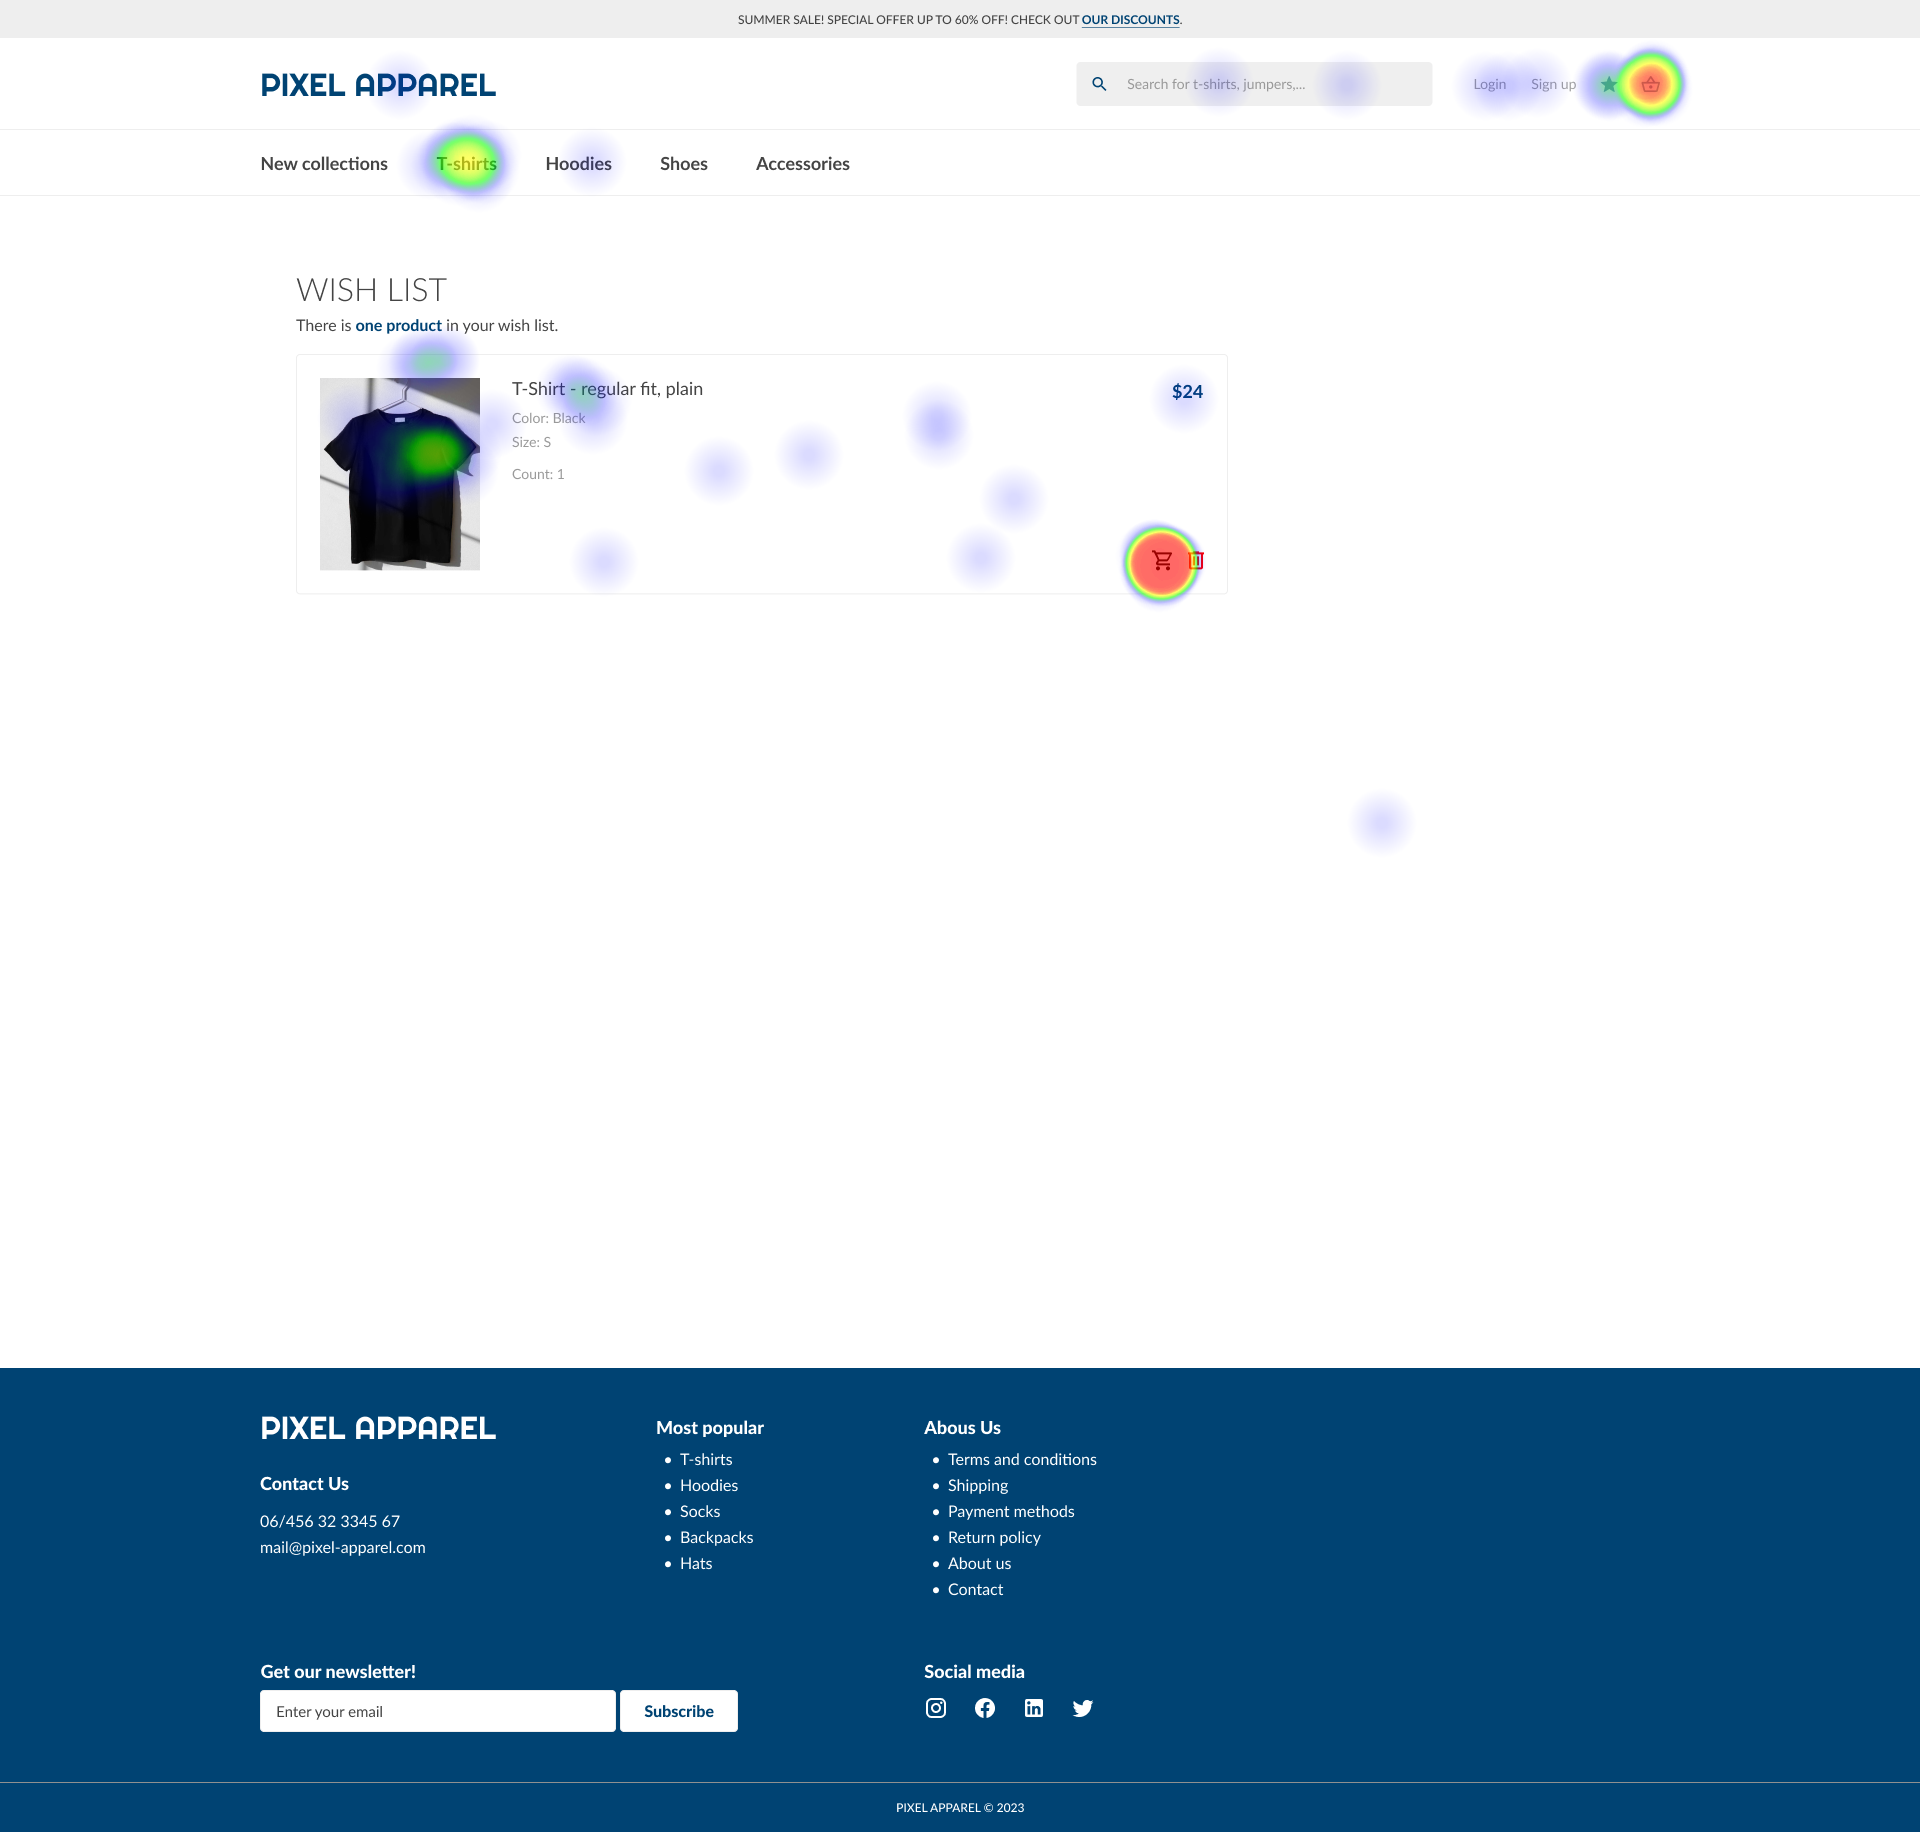 SUMMER SALE! SPECIAL OFFER UP TO 60% OFF! CHECK OUT OUR DISCOUNTS.
PIXEL APPAREL
Search for t-shirts, jumpers,...
Login
Sign up
New collections
T-shirts
Hoodies
Shoes
Accessories
WISH LIST
There is one product in your wish list.
T-Shirt - regular fit, plain
$24
Color: Black
Size: S
Count: 1
PIXEL APPAREL
Contact Us
06/456 32 3345 67
mail@pixel-apparel.com
Most popular
T-shirts
Hoodies
Socks
Backpacks
Hats
Abous Us
Terms and conditions
Shipping
Payment methods
Return policy
About us
Contact
Get our newsletter!
Enter your email
Subscribe
Social media
PIXEL APPAREL © 2023